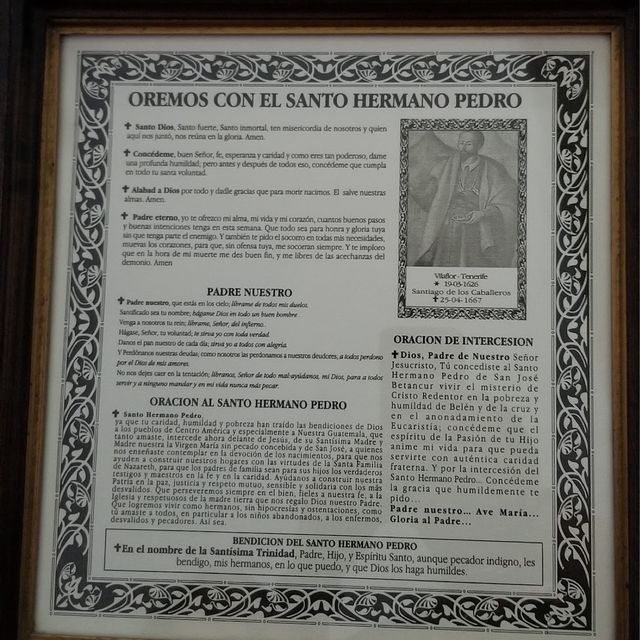 OREMOS CON EL SANTO HERMANO PEDRO
✝ Santo Dios, Santo fuerte, Santo inmortal, ten misericordia de nosotros y quien
aquí nos juntó, nos reúna en la gloria. Amen.
✝ Concédeme, buen Señor, fe, esperanza y caridad y como eres tan poderoso, dame
una profunda humildad; pero antes y después de todos eso, concédeme que cumpla
en todo tu santa voluntad.
✝ Alabad a Dios por todo y dadle gracias que para morir nacimos. El salve nuestras
almas. Amen.
✝ Padre eterno, yo te ofrezco mi alma, mi vida y mi corazón, cuantos buenos pasos
y buenas intenciones tenga en esta semana. Que todo sea para honra y gloria tuya
sin que tenga parte el enemigo. Y también te pido el socorro en todas mis necesidades,
muevas los corazones, para que, sin ofensa tuya, me socorran siempre. Y te imploro
que en la hora de mi muerte me des buen fin, y me libres de las acechanzas del
demonio. Amen
Vilaflor - Tenerife
★ 19-03-1626
Santiago de los Caballeros
✝ 25-04-1667
PADRE NUESTRO
✝ Padre nuestro, que estás en los cielo; líbrame de todos mis duelos.
Santificado sea tu nombre; hágame Dios en todo un buen hombre.
Venga a nosotros tu reino; líbrame, Señor, del infierno..
Hágase, Señor, tu voluntad; te sirva yo con toda verdad.
Danos el pan nuestro de cada día; sirva yo a todos con alegría.
Y Perdónanos nuestras deudas; como nosotros las perdonamos a nuestros deudores, a todos perdono
por el Dios de mis amores.
No nos dejes caer en la tentación; líbranos, Señor de todo mal:ayúdanos, mi Dios, para a todos
servir y a ninguno mandar y en mi vida nunca más pecar.
ORACION AL SANTO HERMANO PEDRO
✝ Santo Hermano Pedro,
ya que tu caridad, humildad y pobreza han traído las bendiciones de Dios
a los pueblos de Centro América y especialmente a Nuestra Guatemala, que
tanto amaste, intercede ahora delante de Jesús, de su Santísima Madre y
Madre nuestra la Virgen María sin pecado concebida y de San José, a quienes
nos enseñaste contemplar en la devoción de los nacimientos, para que nos
ayuden a construir nuestros hogares con las virtudes de la Santa Familia
de Nazareth, para que los padres de familia sean para sus hijos los verdaderos
testigos y maestros en la fe y en la caridad. Ayúdanos a construir nuestra
Patria en la paz, justicia y respeto mutuo, sensible y solidaria con los más
desvalidos. Que perseveremos siempre en el bien, fieles a nuestra fe, a la
Iglesia y respetuosos de la madre tierra que nos regalo Dios nuestro Padre.
Que logremos vivir como hermanos, sin hipocresías y ostentaciones, como
tú amaste a todos, en particular a los niños abandonados, a los enfermos,
desvalidos y pecadores. Así sea.
ORACION DE INTERCESION
✝ Dios, Padre de Nuestro Señor
Jesucristo, Tú concediste al Santo
Hermano Pedro de San José
Betancur vivir el misterio de
Cristo Redentor en la pobreza y
humildad de Belén y de la cruz y
en el anonadamiento de la
Eucaristía; concédeme que el
espíritu de la Pasión de tu Hijo
anime mi vida para que pueda
servirte con auténtica caridad
fraterna. Y por la intercesión del
Santo Hermano Pedro... Concédeme
la gracia que humildemente te
pido...
Padre nuestro... Ave María...
Gloria al Padre...
BENDICION DEL SANTO HERMANO PEDRO
✝ En el nombre de la Santísima Trinidad, Padre, Hijo, y Espíritu Santo, aunque pecador indigno, les
bendigo, mis hermanos, en lo que puedo, y que Dios los haga humildes.